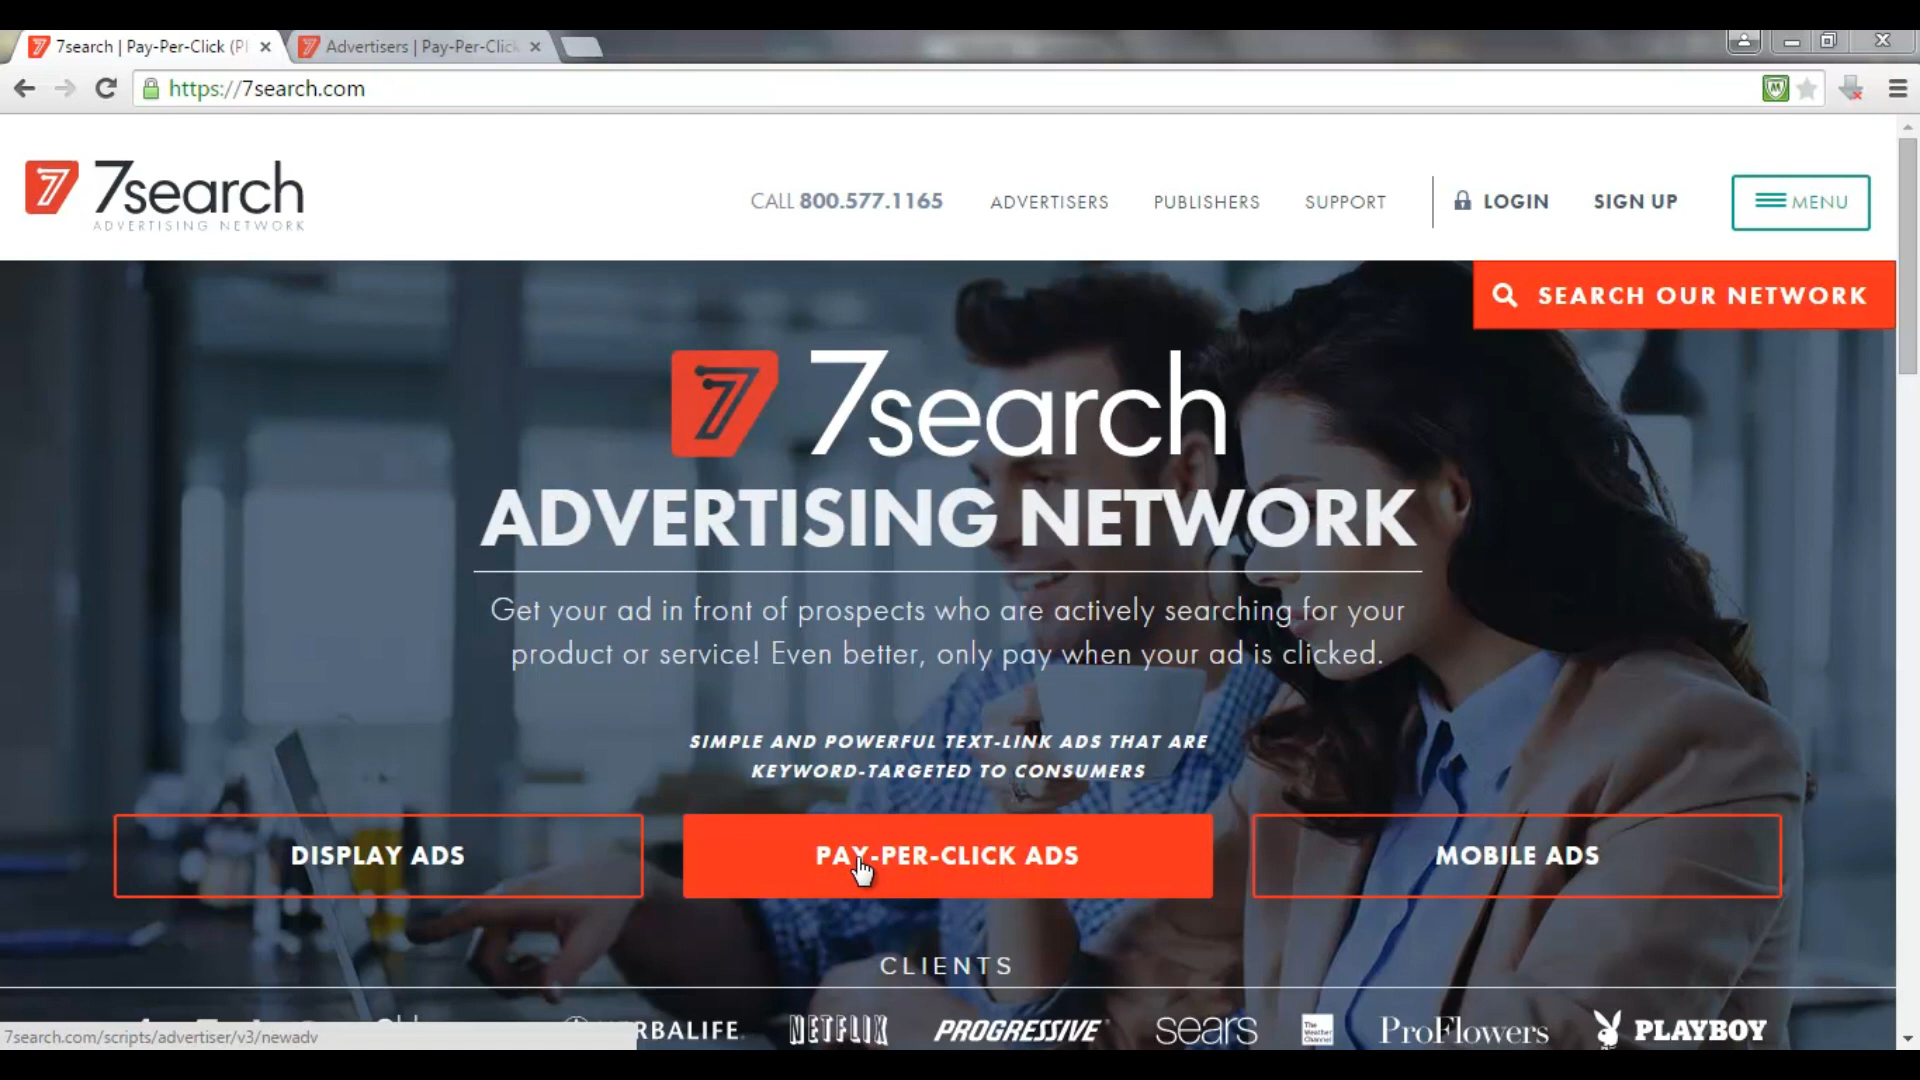 7search | Pay-Per-Click (P
Advertisers | Pay-Per-Click
https://7search.com
7search
ADVERTISING NETWORK
CALL 800.577.1165
ADVERTISERS
PUBLISHERS
SUPPORT
LOGIN
SIGN UP
MENU
SEARCH OUR NETWORK
7search
ADVERTISING NETWORK
Get your ad in front of prospects who are actively searching for your
product or service! Even better, only pay when your ad is clicked.
SIMPLE AND POWERFUL TEXT-LINK ADS THAT ARE
KEYWORD-TARGETED TO CONSUMERS
DISPLAY ADS
PAY-PER-CLICK ADS
MOBILE ADS
CLIENTS
RBALIFE
NETFLIX
PROGRESSIVE
sears
The Weather Channel
ProFlowers
PLAYBOY
7search.com/scripts/advertiser/v3/newadv